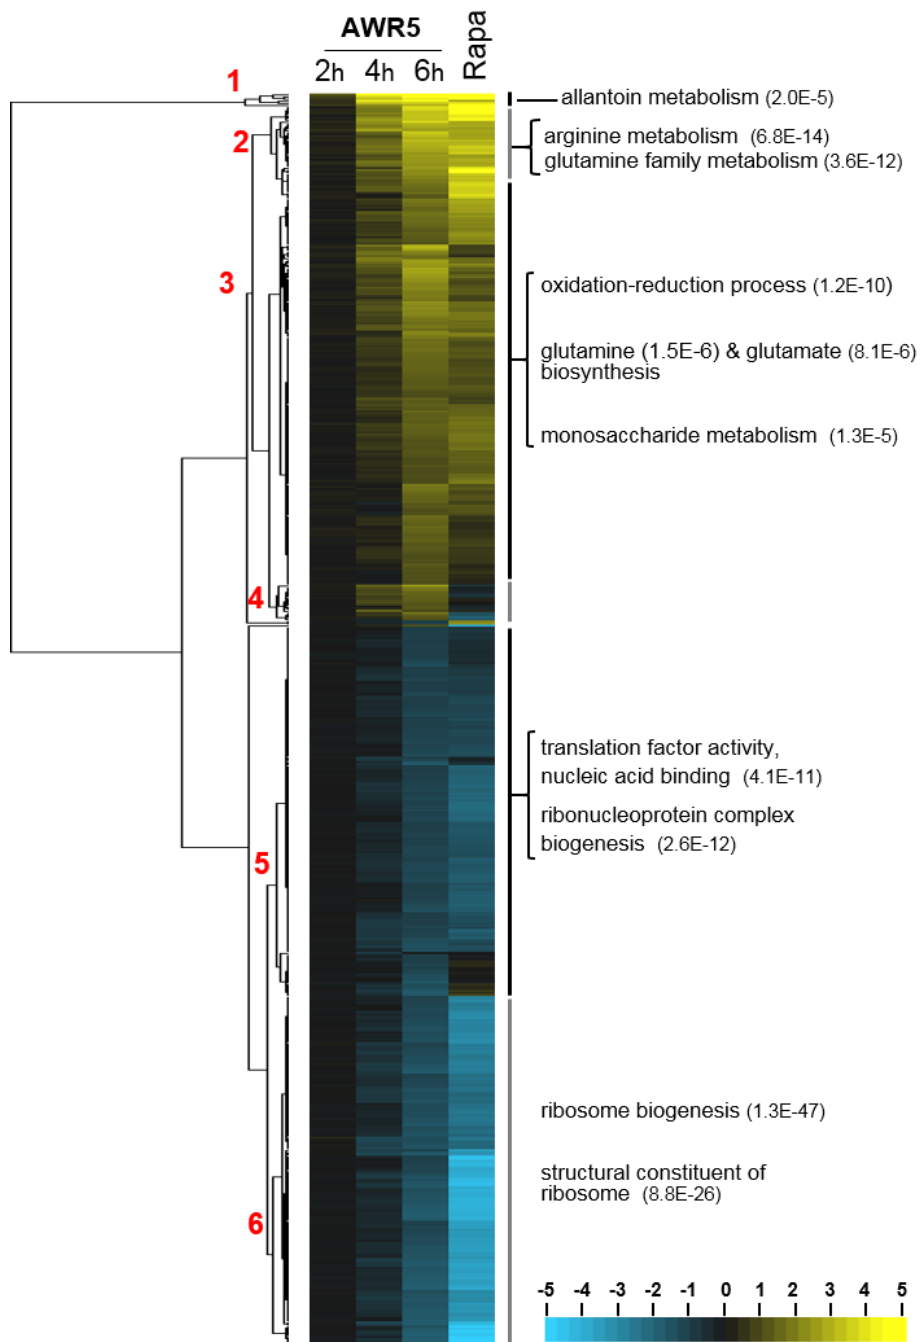 AWR5
2h 4h 6h Rapa
1
allantoin metabolism (2.0E-5)
2
arginine metabolism (6.8E-14)
glutamine family metabolism (3.6E-12)
3
oxidation-reduction process (1.2E-10)
glutamine (1.5E-6) & glutamate (8.1E-6)
biosynthesis
monosaccharide metabolism (1.3E-5)
4
translation factor activity,
nucleic acid binding (4.1E-11)
ribonucleoprotein complex
biogenesis (2.6E-12)
5
ribosome biogenesis (1.3E-47)
structural constituent of
ribosome (8.8E-26)
6
-5 -4 -3 -2 -1 0 1 2 3 4 5